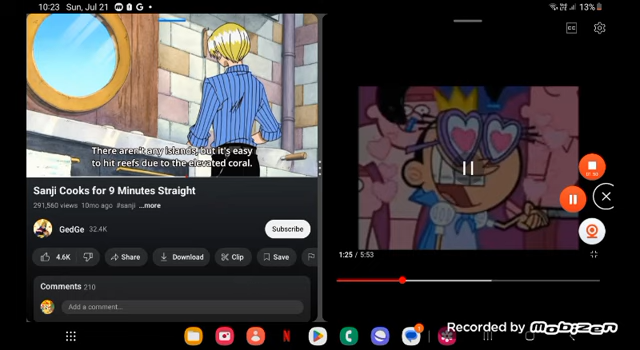 10:23 Sun, Jul 21
13%
CC
There aren't any islands, but it's easy
to hit reefs due to the elevated coral.
Sanji Cooks for 9 Minutes Straight
291,560 views 10mo ago #sanji ...more
GedGe 32.4K
Subscribe
4.6K
Share
Download
Clip
Save
1:25 / 5:53
Comments 210
Add a comment...
N
Recorded by Mobizen